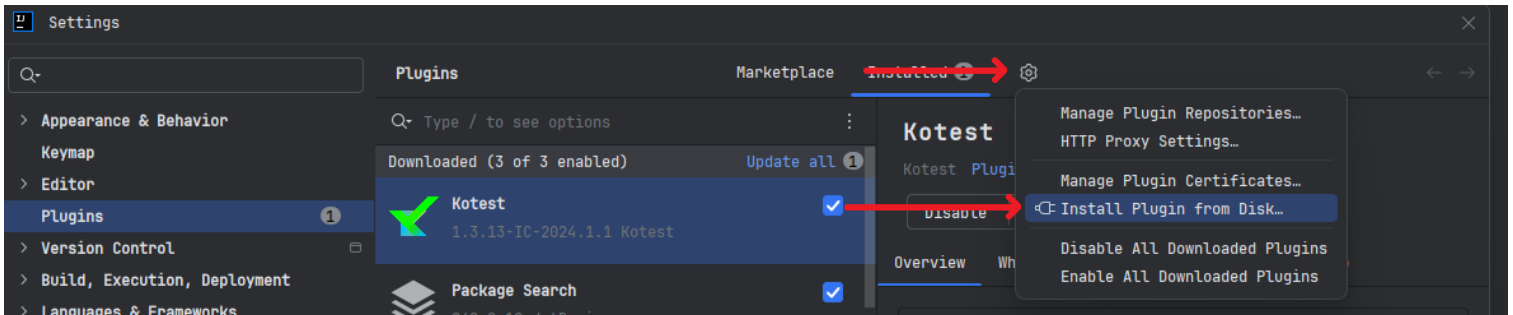 Settings
Plugins
Marketplace
Installed 1
Appearance & Behavior
Keymap
Editor
Plugins 1
Version Control
Build, Execution, Deployment
Languages & Frameworks
Type / to see options
Downloaded (3 of 3 enabled) Update all 1
Kotest
1.3.13-IC-2024.1.1 Kotest
Package Search
Kotest
Kotest
Disable
Overview
Manage Plugin Repositories…
HTTP Proxy Settings…
Manage Plugin Certificates…
Install Plugin from Disk…
Disable All Downloaded Plugins
Enable All Downloaded Plugins